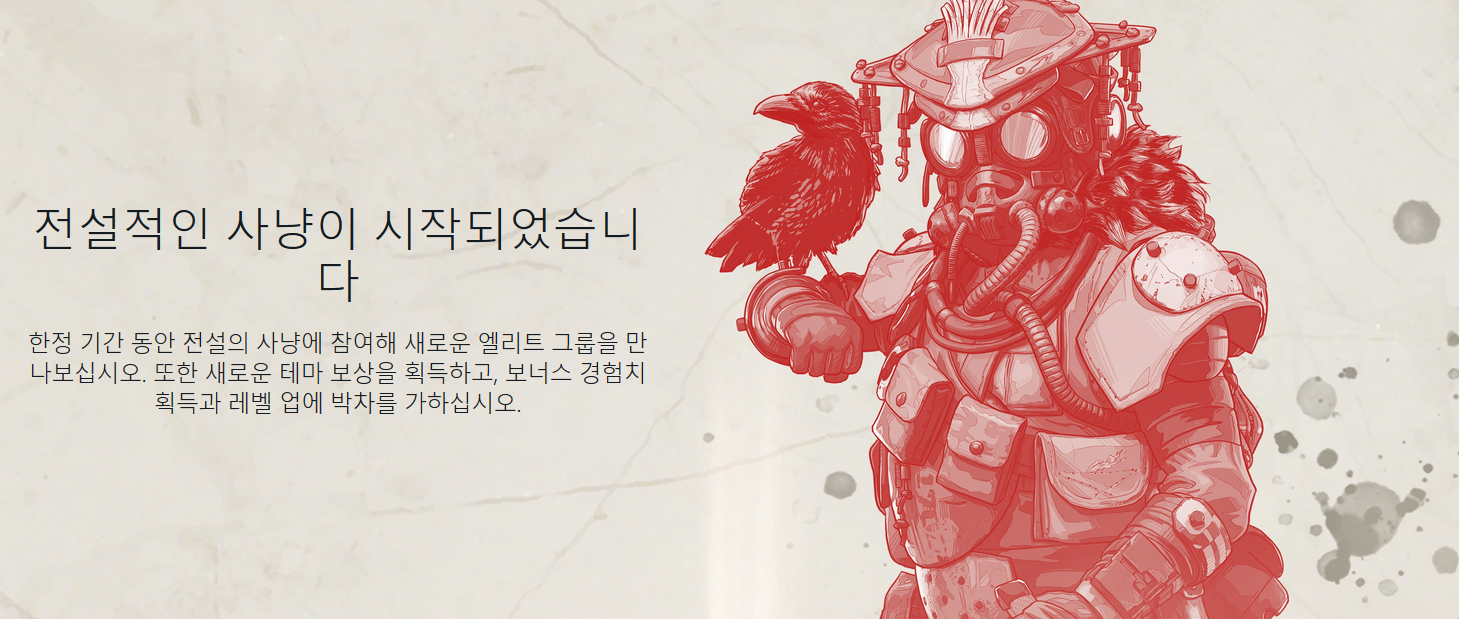 전설적인 사냥이 시작되었습니
다
한정 기간 동안 전설의 사냥에 참여해 새로운 엘리트 그룹을 만
나보십시오. 또한 새로운 테마 보상을 획득하고, 보너스 경험치
획득과 레벨 업에 박차를 가하십시오.